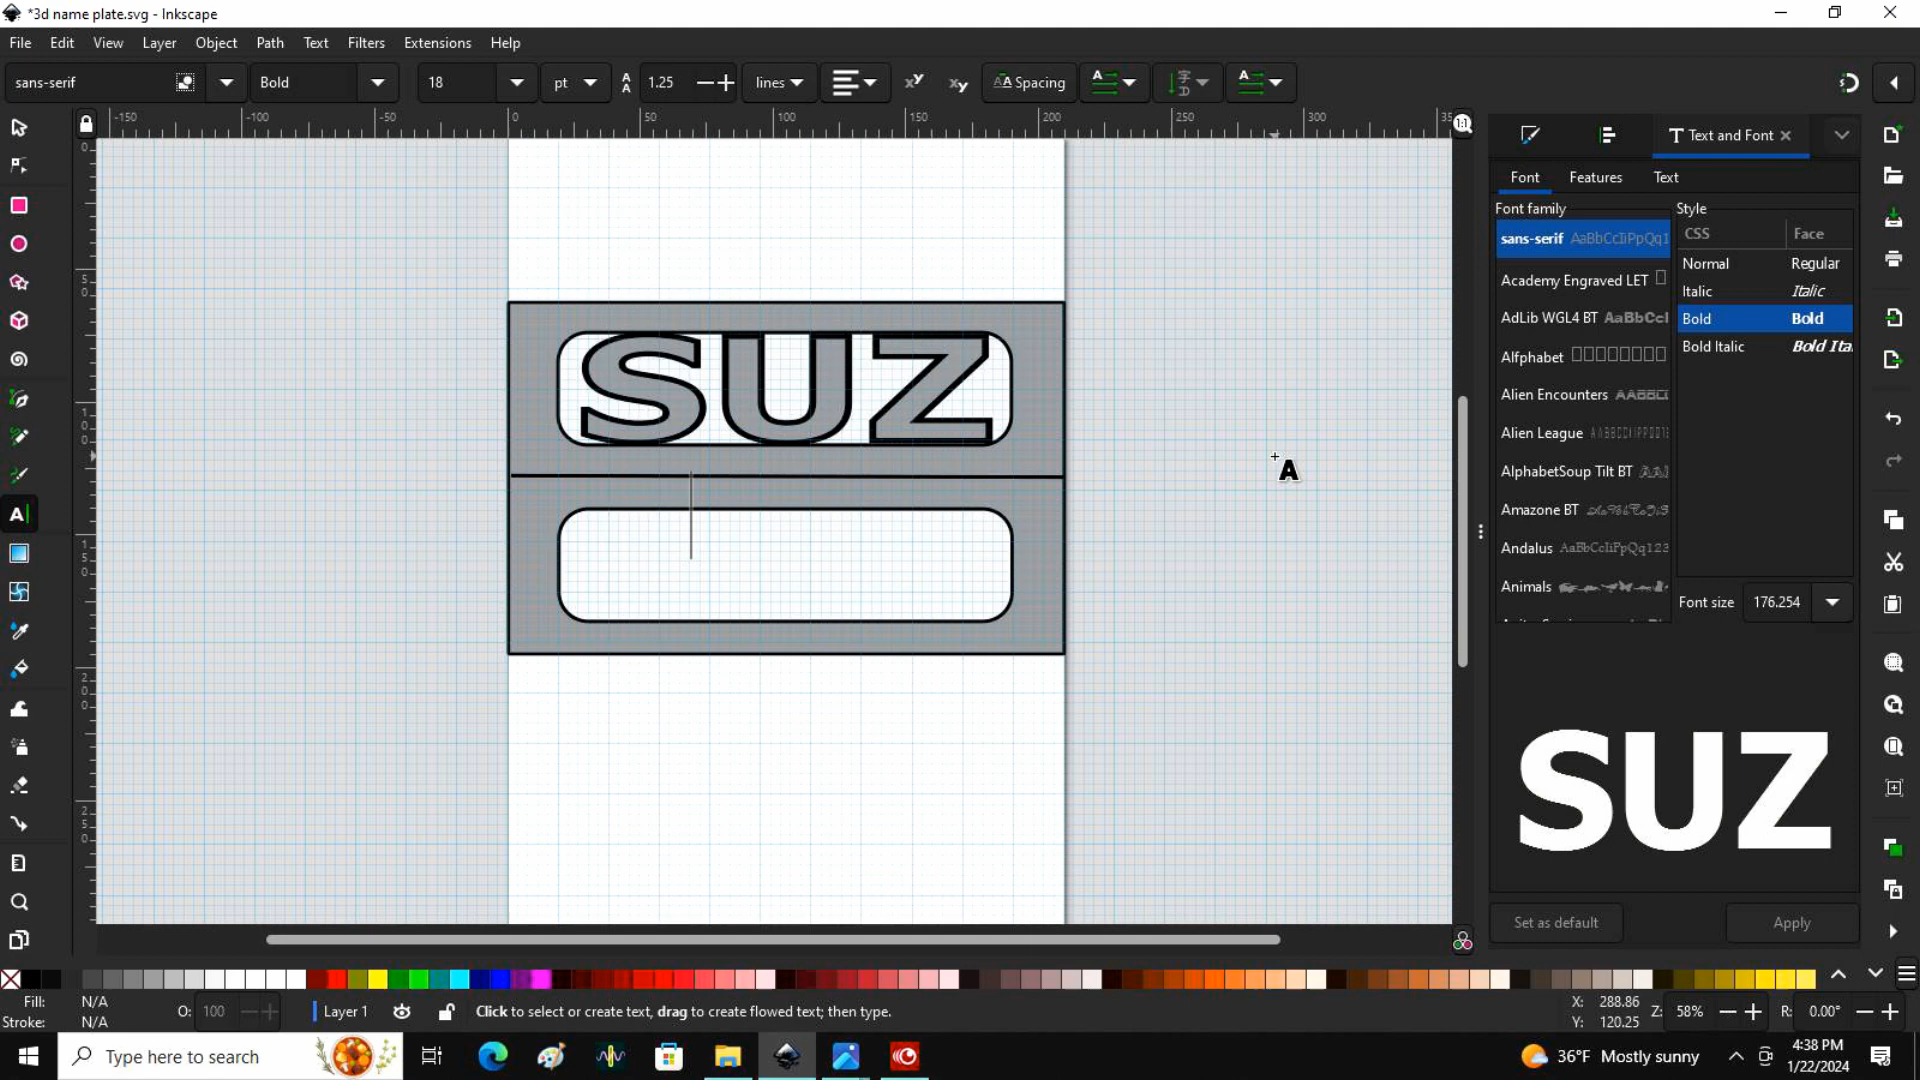 *3d name plate.svg - Inkscape
File Edit View Layer Object Path Text Filters Extensions Help
sans-serif Bold 18 pt 1.25 lines Spacing
-150 -100 -50 0 50 100 150 200 250 300 35
Text and Font
Font Features Text
Font family Style
sans-serif AaBbCcIiPpQq1 CSS Face
Normal Regular
Academy Engraved LET Italic Italic
AdLib WGL4 BT AaBbCcI Bold Bold
Alfphabet Bold Italic Bold Ita
Alien Encounters
Alien League
AlphabetSoup Tilt BT
Amazone BT
Andalus AaBbCcIiPpQq123
Animals
Font size 176.254
SUZ
SUZ
Set as default Apply
Fill: N/A O: 100 Layer 1 Click to select or create text, drag to create flowed text; then type. X: 288.86 Z: 58% R: 0.00°
Stroke: N/A Y: 120.25
Type here to search 36°F Mostly sunny 4:38 PM
1/22/2024